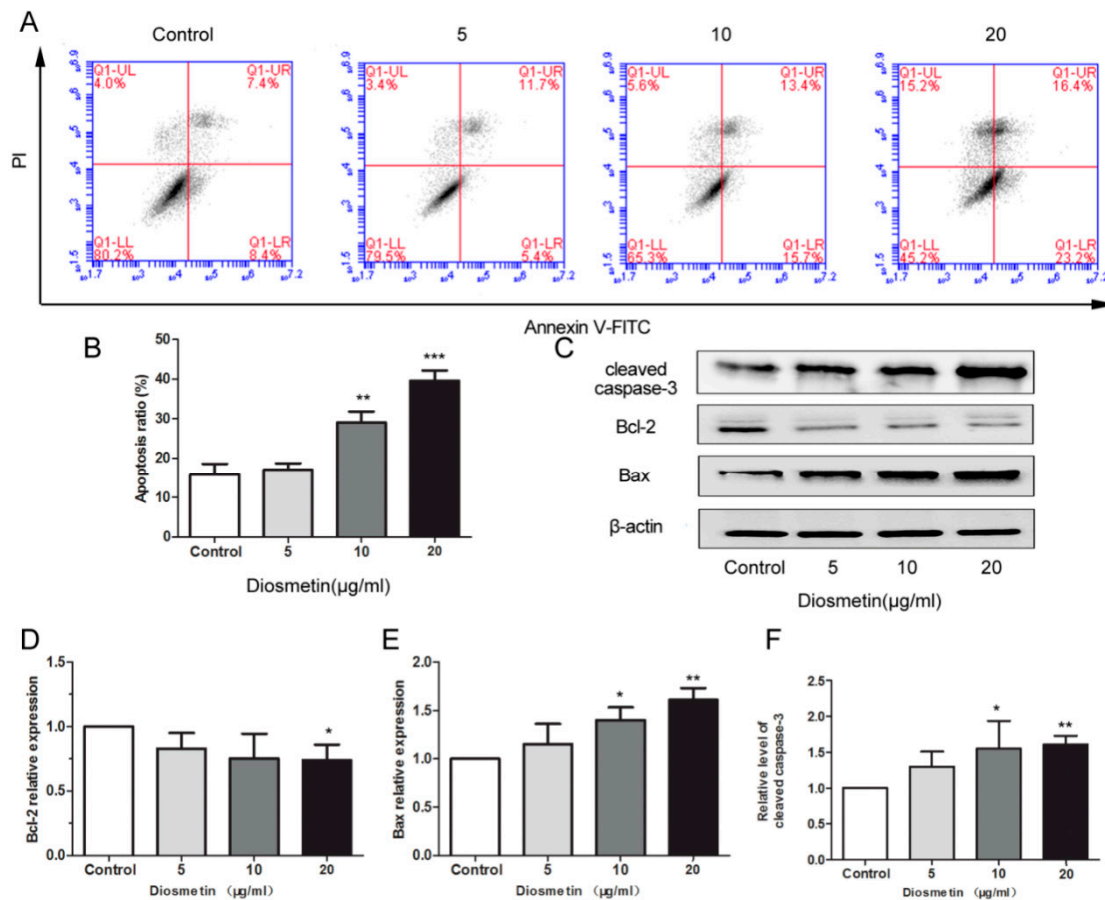 A
Control 5 10 20
Q1-UL Q1-UR Q1-UL Q1-UR Q1-UL Q1-UR Q1-UL Q1-UR
4.0% 7.4% 3.4% 11.7% 5.6% 13.4% 15.2% 16.4%
PI
Q1-LL Q1-LR Q1-LL Q1-LR Q1-LL Q1-LR Q1-LL Q1-LR
80.2% 8.4% 79.5% 5.4% 65.3% 15.7% 45.2% 23.2%
Annexin V-FITC
B
Apoptosis ratio (%)
50
40
30
20
10
0
** ***
Control 5 10 20
Diosmetin(μg/ml)
C
cleaved
caspase-3
Bcl-2
Bax
β-actin
Control 5 10 20
Diosmetin(μg/ml)
D
Bcl-2 relative expression
1.5
1.0
0.5
0.0
*
Control 5 10 20
Diosmetin （μg/ml）
E
Bax relative expression
2.0
1.5
1.0
0.5
0.0
* **
Control 5 10 20
Diosmetin （μg/ml）
F
Relative level of
cleaved caspase-3
2.5
2.0
1.5
1.0
0.5
0.0
* **
Control 5 10 20
Diosmetin （μg/ml）